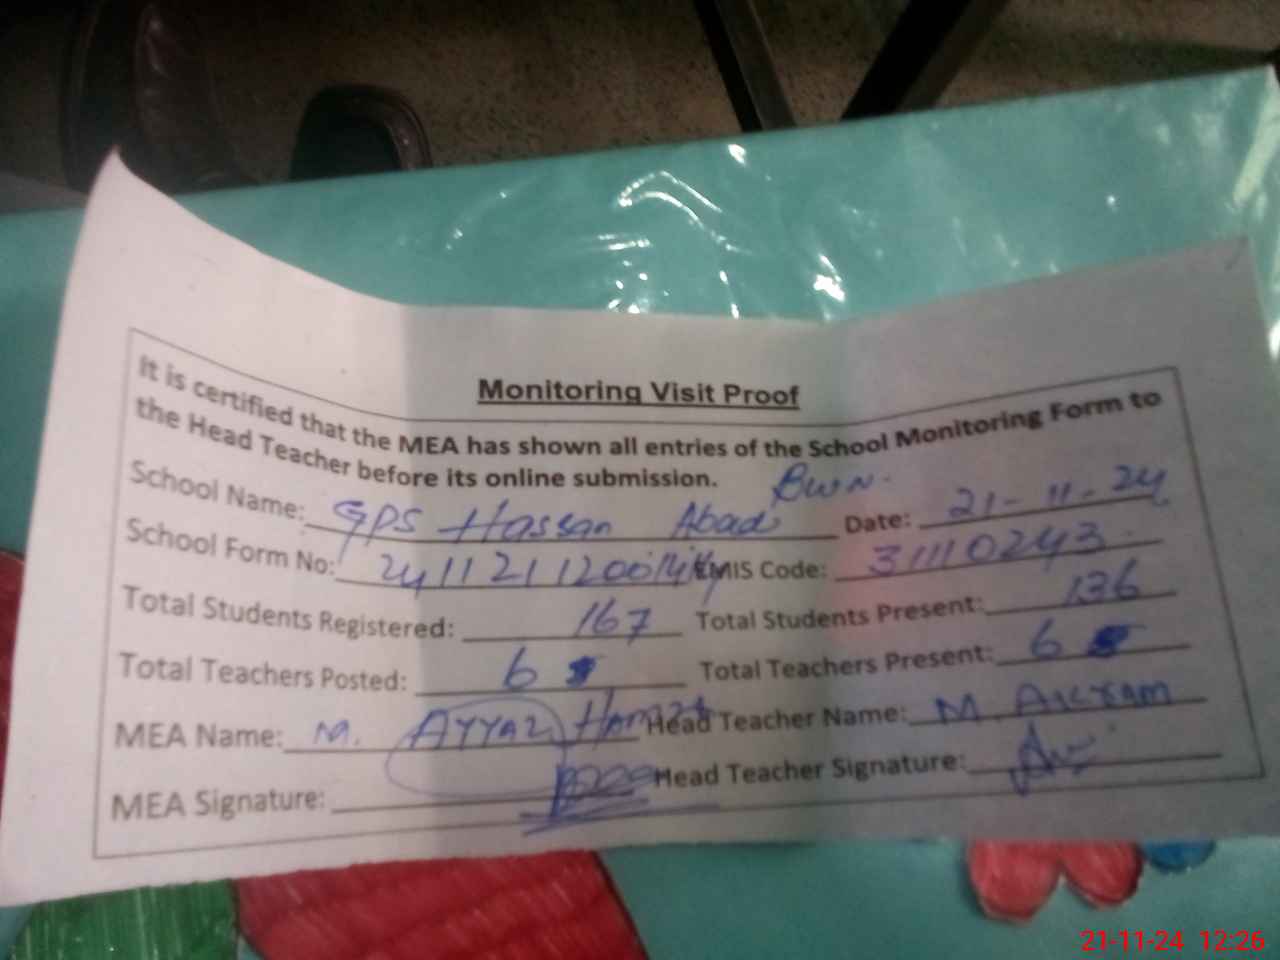 Monitoring Visit Proof
It is certified that the MEA has shown all entries of the School Monitoring Form to
the Head Teacher before its online submission.
School Name: GPS Hassan Abad BWN. Date: 21-11-24
School Form No: EMIS Code: 31110243
Total Students Registered: 167 Total Students Present: 136
Total Teachers Posted: 6 Total Teachers Present: 6
MEA Name: M. AYYAZ Head Teacher Name: M. AKRAM
MEA Signature: Head Teacher Signature:
21-11-24 12:26